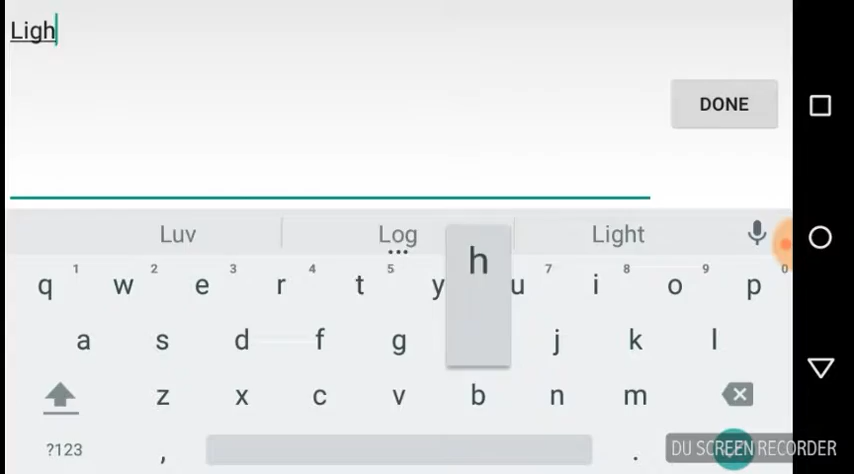 Ligh
DONE
Luv Log Light
h
1 2 3 4 5 7 8 9 0
q w e r t y u i o p
a s d f g j k l
z x c v b n m
?123 , .
DU SCREEN RECORDER